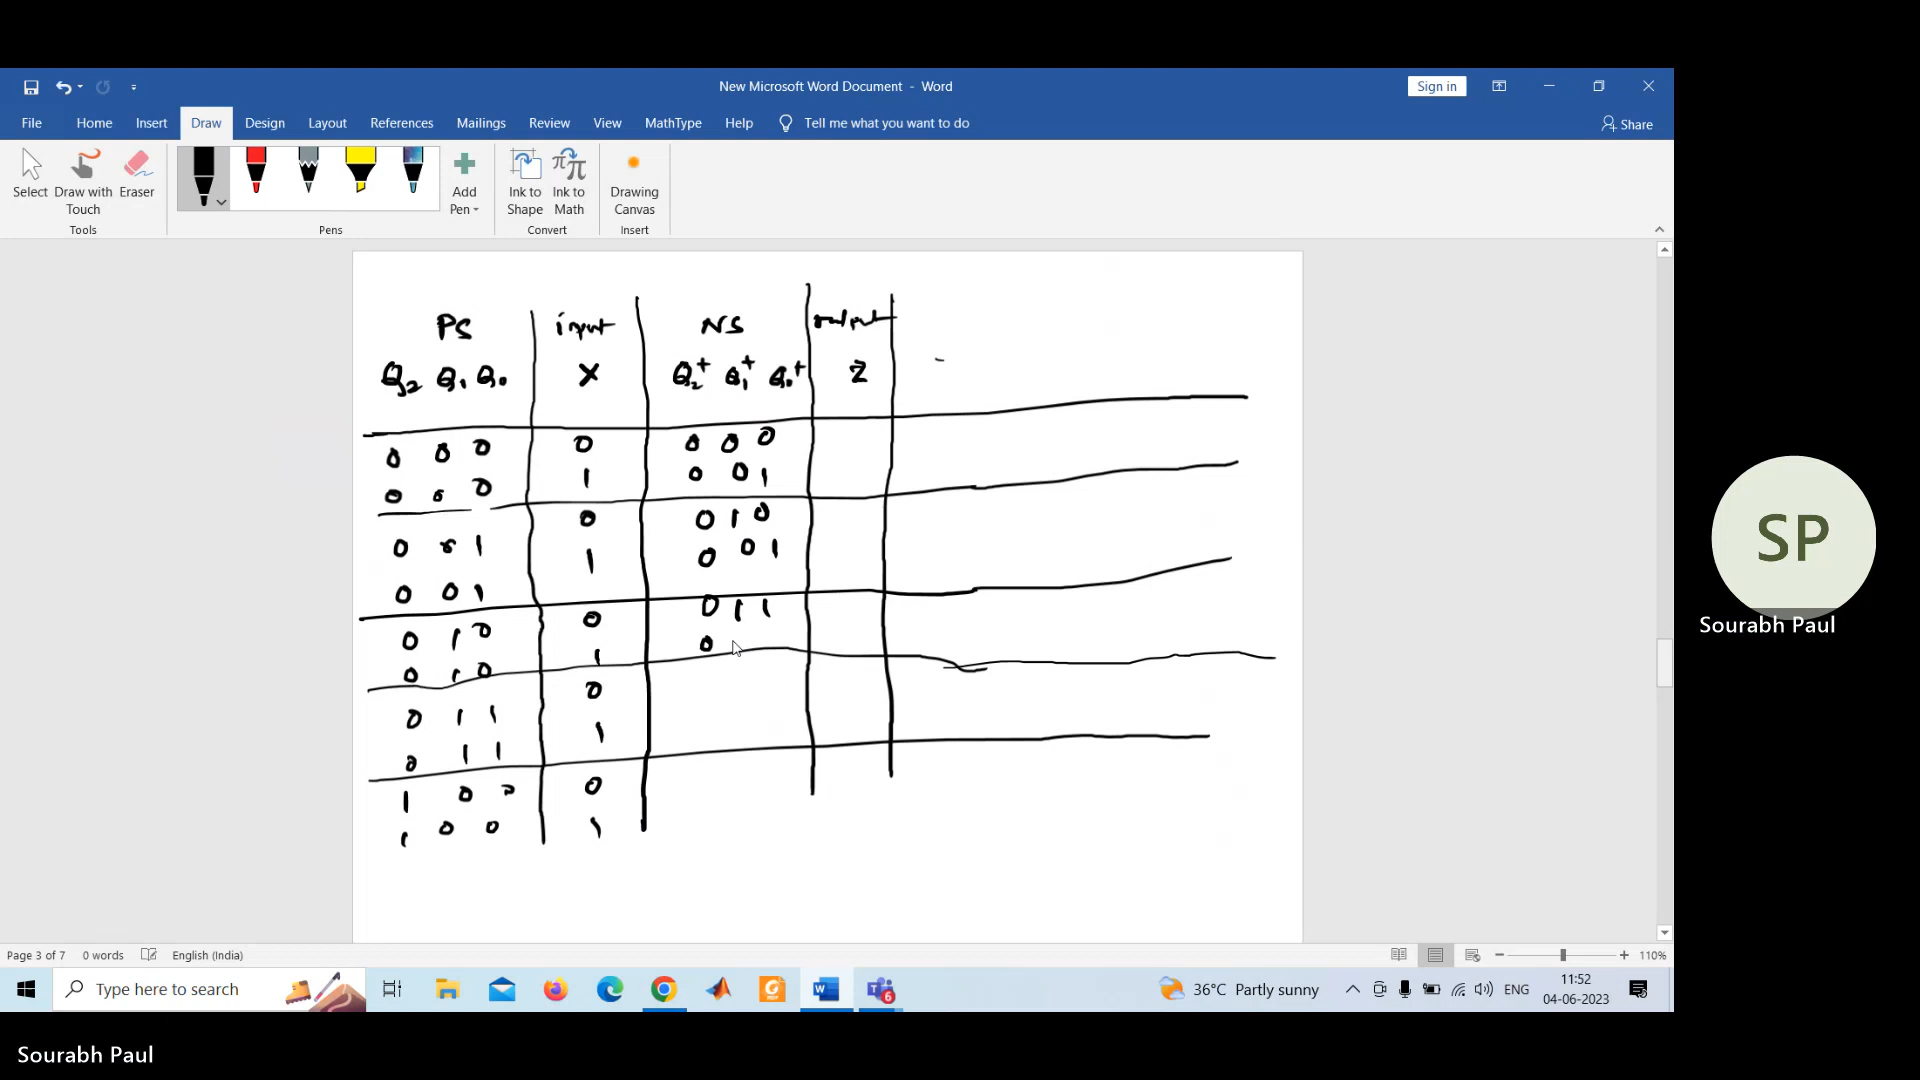 New Microsoft Word Document - Word
Sign in
File Home Insert Draw Design Layout References Mailings Review View MathType Help Tell me what you want to do
Share
Select Draw with Touch Eraser
Add Pen
Ink to Shape Ink to Math
Drawing Canvas
Tools Pens Convert Insert
PS input NS output
Q₂ Q₁ Q₀ X Q₂⁺ Q₁⁺ Q₀⁺ Z
0 0 0 0 0 0 0
0 0 0 1 0 0 1
0 0 1 0 0 1 0
0 0 1 1 0 0 1
0 1 0 0 0 1 1
0 1 0 1 0
0 1 1 0
0 1 1 1
1 0 0 0
1 0 0 1
SP
Sourabh Paul
Page 3 of 7 0 words English (India) 110%
Type here to search
6
36°C Partly sunny
ENG
11:52
04-06-2023
Sourabh Paul